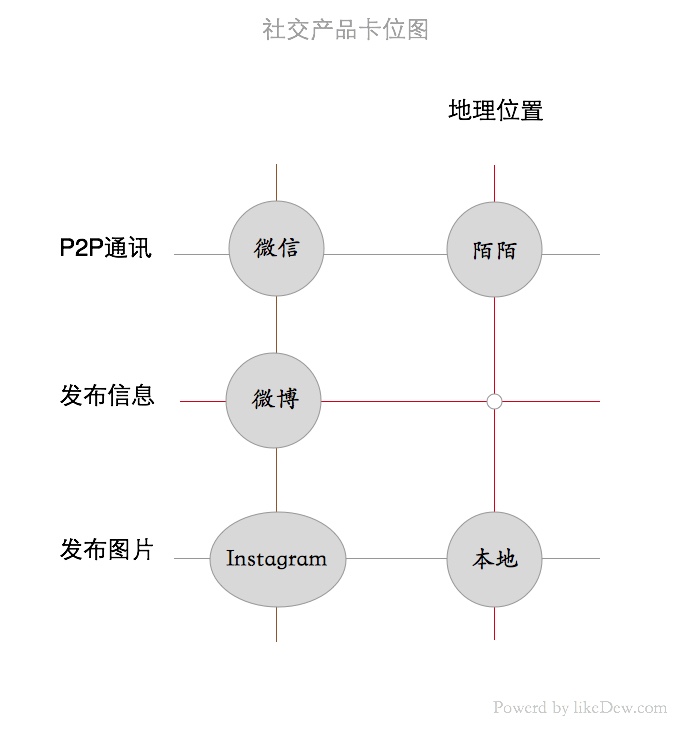 社交产品卡位图
地理位置
P2P通讯
微信
陌陌
发布信息
微博
发布图片
Instagram
本地
Powerd by likeDew.com